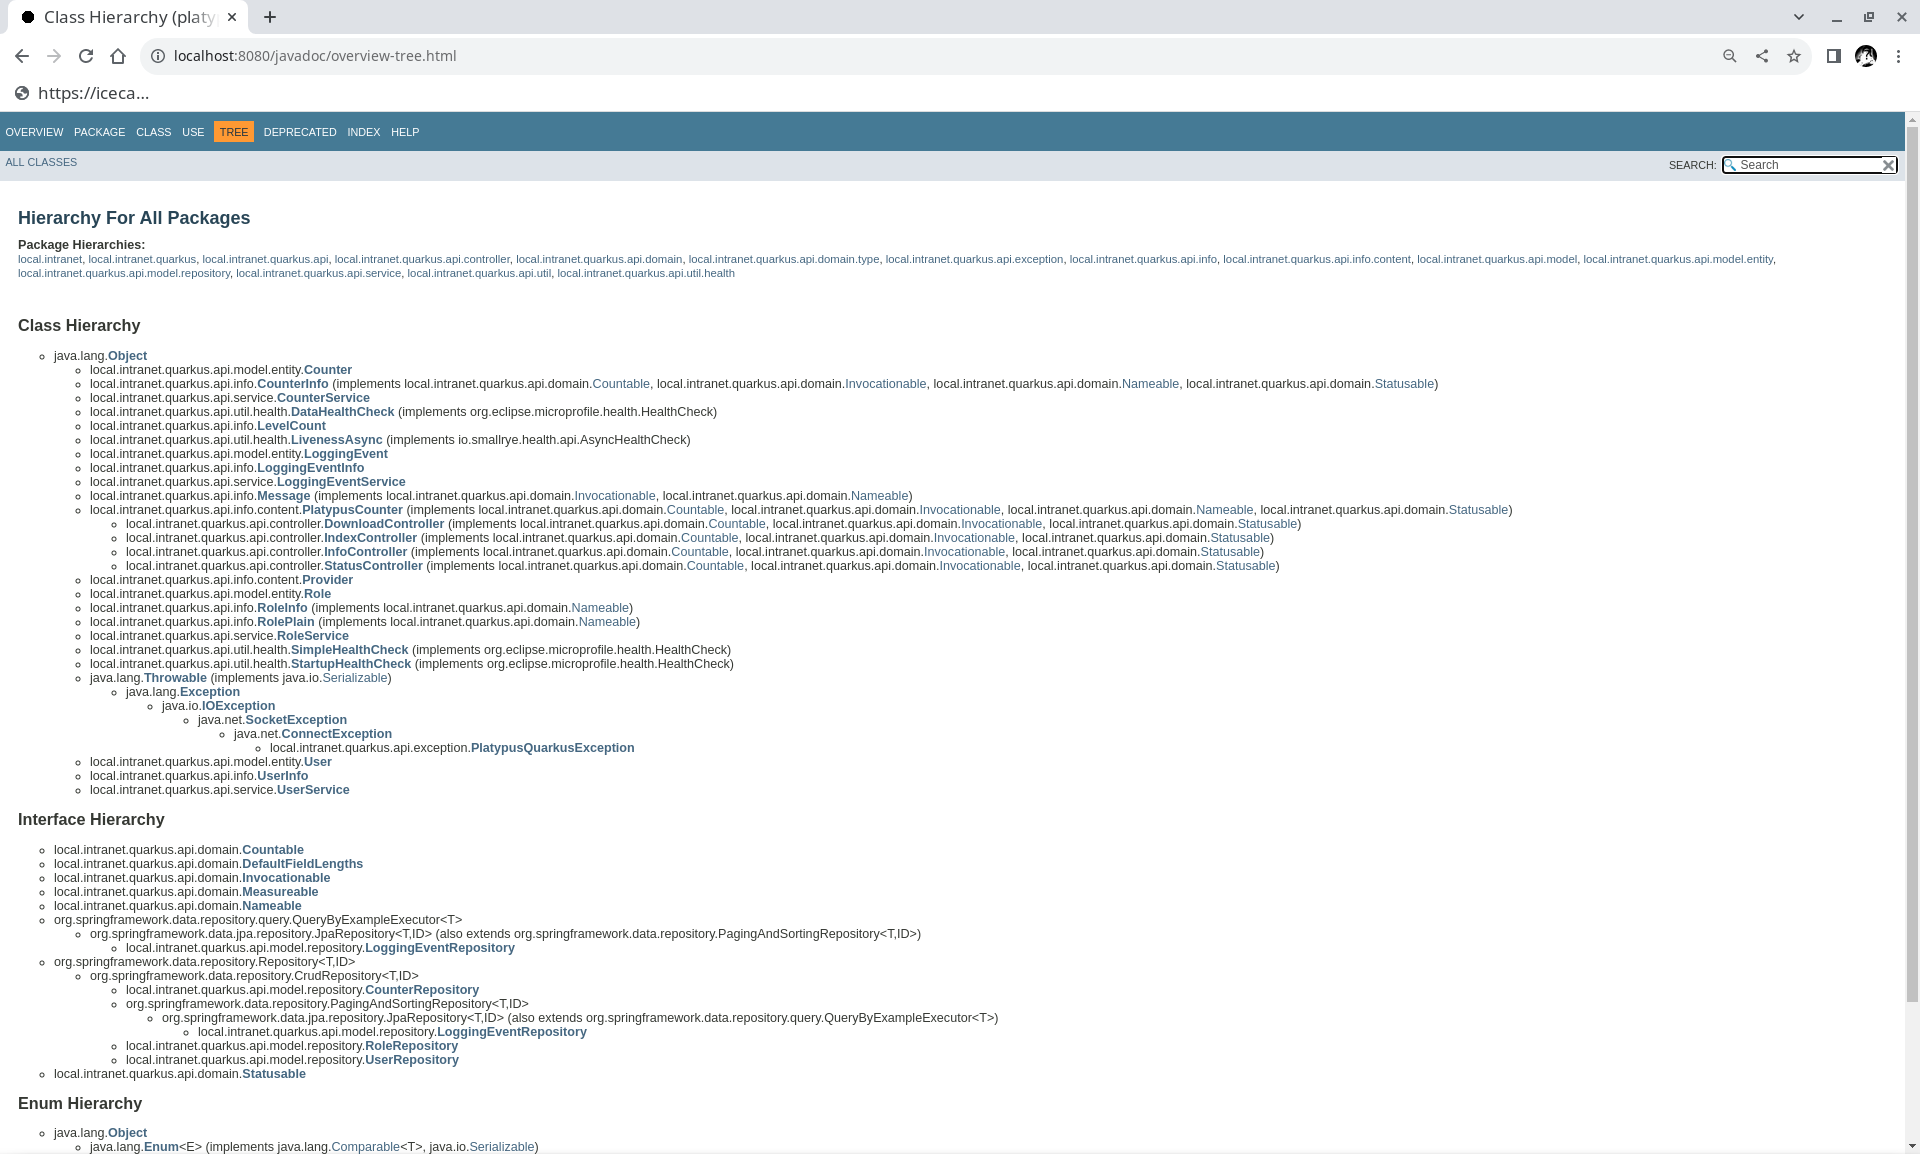 Class Hierarchy (platyp
localhost:8080/javadoc/overview-tree.html
https://iceca...
OVERVIEW PACKAGE CLASS USE TREE DEPRECATED INDEX HELP
ALL CLASSES SEARCH: Search
Hierarchy For All Packages
Package Hierarchies:
local.intranet, local.intranet.quarkus, local.intranet.quarkus.api, local.intranet.quarkus.api.controller, local.intranet.quarkus.api.domain, local.intranet.quarkus.api.domain.type, local.intranet.quarkus.api.exception, local.intranet.quarkus.api.info, local.intranet.quarkus.api.info.content, local.intranet.quarkus.api.model, local.intranet.quarkus.api.model.entity,
local.intranet.quarkus.api.model.repository, local.intranet.quarkus.api.service, local.intranet.quarkus.api.util, local.intranet.quarkus.api.util.health
Class Hierarchy
java.lang.Object
local.intranet.quarkus.api.model.entity.Counter
local.intranet.quarkus.api.info.CounterInfo (implements local.intranet.quarkus.api.domain.Countable, local.intranet.quarkus.api.domain.Invocationable, local.intranet.quarkus.api.domain.Nameable, local.intranet.quarkus.api.domain.Statusable)
local.intranet.quarkus.api.service.CounterService
local.intranet.quarkus.api.util.health.DataHealthCheck (implements org.eclipse.microprofile.health.HealthCheck)
local.intranet.quarkus.api.info.LevelCount
local.intranet.quarkus.api.util.health.LivenessAsync (implements io.smallrye.health.api.AsyncHealthCheck)
local.intranet.quarkus.api.model.entity.LoggingEvent
local.intranet.quarkus.api.info.LoggingEventInfo
local.intranet.quarkus.api.service.LoggingEventService
local.intranet.quarkus.api.info.Message (implements local.intranet.quarkus.api.domain.Invocationable, local.intranet.quarkus.api.domain.Nameable)
local.intranet.quarkus.api.info.content.PlatypusCounter (implements local.intranet.quarkus.api.domain.Countable, local.intranet.quarkus.api.domain.Invocationable, local.intranet.quarkus.api.domain.Nameable, local.intranet.quarkus.api.domain.Statusable)
local.intranet.quarkus.api.controller.DownloadController (implements local.intranet.quarkus.api.domain.Countable, local.intranet.quarkus.api.domain.Invocationable, local.intranet.quarkus.api.domain.Statusable)
local.intranet.quarkus.api.controller.IndexController (implements local.intranet.quarkus.api.domain.Countable, local.intranet.quarkus.api.domain.Invocationable, local.intranet.quarkus.api.domain.Statusable)
local.intranet.quarkus.api.controller.InfoController (implements local.intranet.quarkus.api.domain.Countable, local.intranet.quarkus.api.domain.Invocationable, local.intranet.quarkus.api.domain.Statusable)
local.intranet.quarkus.api.controller.StatusController (implements local.intranet.quarkus.api.domain.Countable, local.intranet.quarkus.api.domain.Invocationable, local.intranet.quarkus.api.domain.Statusable)
local.intranet.quarkus.api.info.content.Provider
local.intranet.quarkus.api.model.entity.Role
local.intranet.quarkus.api.info.RoleInfo (implements local.intranet.quarkus.api.domain.Nameable)
local.intranet.quarkus.api.info.RolePlain (implements local.intranet.quarkus.api.domain.Nameable)
local.intranet.quarkus.api.service.RoleService
local.intranet.quarkus.api.util.health.SimpleHealthCheck (implements org.eclipse.microprofile.health.HealthCheck)
local.intranet.quarkus.api.util.health.StartupHealthCheck (implements org.eclipse.microprofile.health.HealthCheck)
java.lang.Throwable (implements java.io.Serializable)
java.lang.Exception
java.io.IOException
java.net.SocketException
java.net.ConnectException
local.intranet.quarkus.api.exception.PlatypusQuarkusException
local.intranet.quarkus.api.model.entity.User
local.intranet.quarkus.api.info.UserInfo
local.intranet.quarkus.api.service.UserService
Interface Hierarchy
local.intranet.quarkus.api.domain.Countable
local.intranet.quarkus.api.domain.DefaultFieldLengths
local.intranet.quarkus.api.domain.Invocationable
local.intranet.quarkus.api.domain.Measureable
local.intranet.quarkus.api.domain.Nameable
org.springframework.data.repository.query.QueryByExampleExecutor<T>
org.springframework.data.jpa.repository.JpaRepository<T,ID> (also extends org.springframework.data.repository.PagingAndSortingRepository<T,ID>)
local.intranet.quarkus.api.model.repository.LoggingEventRepository
org.springframework.data.repository.Repository<T,ID>
org.springframework.data.repository.CrudRepository<T,ID>
local.intranet.quarkus.api.model.repository.CounterRepository
org.springframework.data.repository.PagingAndSortingRepository<T,ID>
org.springframework.data.jpa.repository.JpaRepository<T,ID> (also extends org.springframework.data.repository.query.QueryByExampleExecutor<T>)
local.intranet.quarkus.api.model.repository.LoggingEventRepository
local.intranet.quarkus.api.model.repository.RoleRepository
local.intranet.quarkus.api.model.repository.UserRepository
local.intranet.quarkus.api.domain.Statusable
Enum Hierarchy
java.lang.Object
java.lang.Enum<E> (implements java.lang.Comparable<T>, java.io.Serializable)